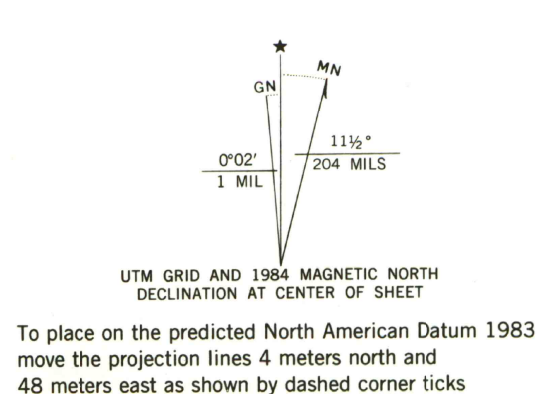 ★
MN
GN
11½°
0°02′
204 MILS
1 MIL
UTM GRID AND 1984 MAGNETIC NORTH
DECLINATION AT CENTER OF SHEET
To place on the predicted North American Datum 1983
move the projection lines 4 meters north and
48 meters east as shown by dashed corner ticks